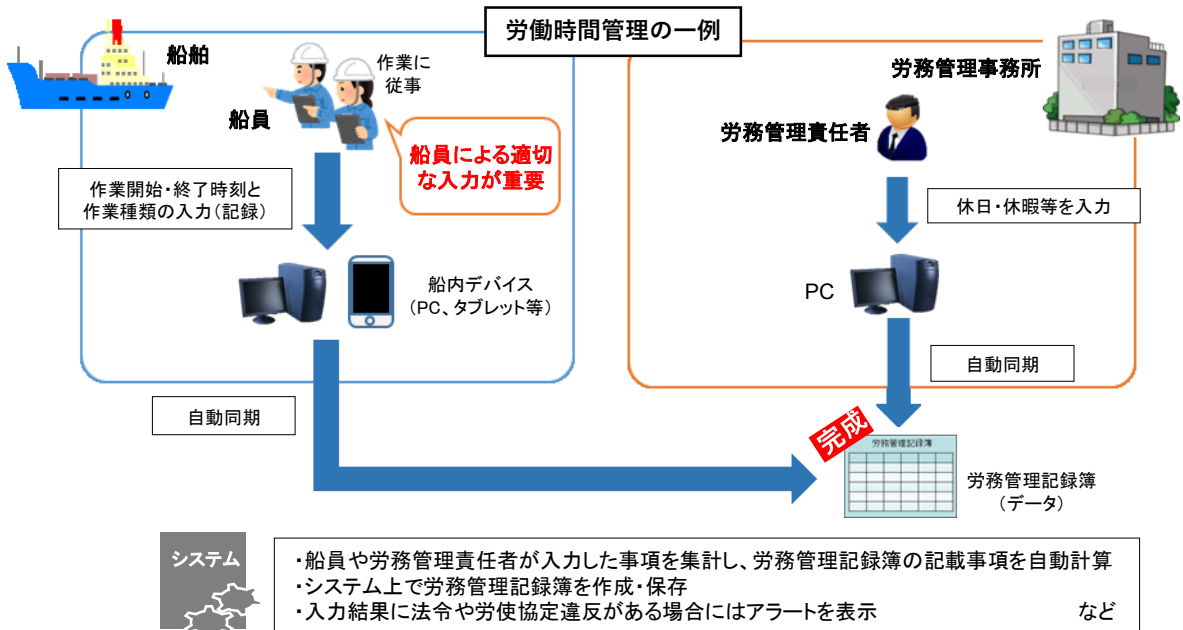 労働時間管理の一例
船舶
作業に
従事
船員
船員による適切
な入力が重要
作業開始・終了時刻と
作業種類の入力(記録)
船内デバイス
(PC、タブレット等)
自動同期
労務管理事務所
労務管理責任者
休日・休暇等を入力
PC
自動同期
完成
労務管理記録簿
労務管理記録簿
(データ)
システム
・船員や労務管理責任者が入力した事項を集計し、労務管理記録簿の記載事項を自動計算
・システム上で労務管理記録簿を作成・保存
・入力結果に法令や労使協定違反がある場合にはアラートを表示 など